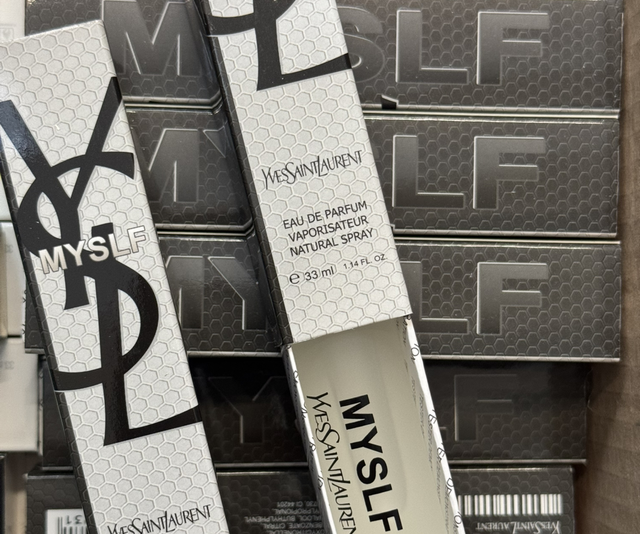 MYSLF
MYSLF
MYSLF
MYSLF
YVESSAINTLAURENT
YVESSAINTLAURENT
EAU DE PARFUM
VAPORISATEUR
NATURAL SPRAY
e 33 ml 1.14 FL. OZ
MYSLF
YVESSAINTLAUREN
YVESSAINTLAURENT